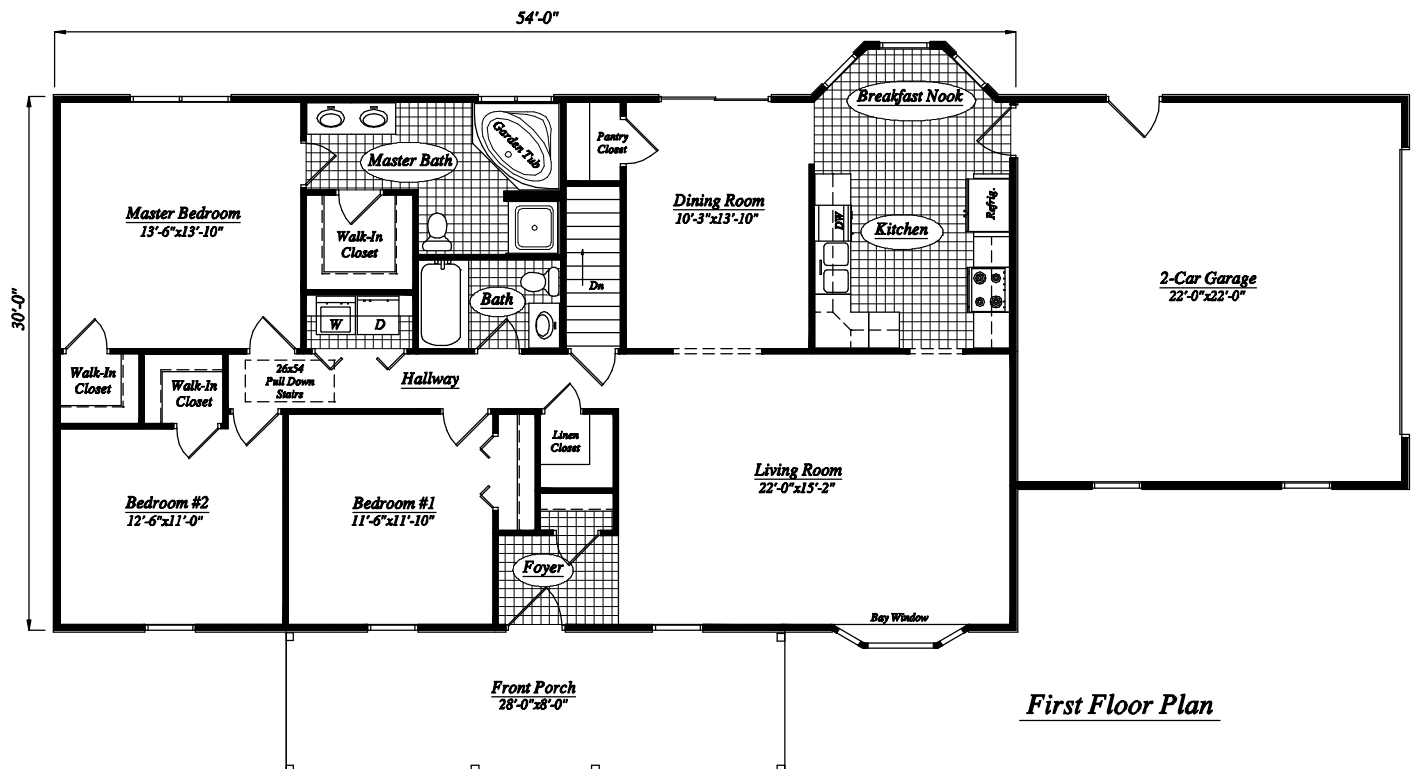 54'-0"
30'-0"
Breakfast Nook
Garden Tub
Pantry
Closet
Master Bath
Master Bedroom
13'-6"x13'-10"
Dining Room
10'-3"x13'-10"
DW
Kitchen
Refrig.
Walk-In
Closet
2-Car Garage
22'-0"x22'-0"
Dn
Bath
W
D
Walk-In
Closet
Walk-In
Closet
26x54
Pull Down
Stairs
Hallway
Linen
Closet
Living Room
22'-0"x15'-2"
Bedroom #2
12'-6"x11'-0"
Bedroom #1
11'-6"x11'-10"
Foyer
Bay Window
Front Porch
28'-0"x8'-0"
First Floor Plan